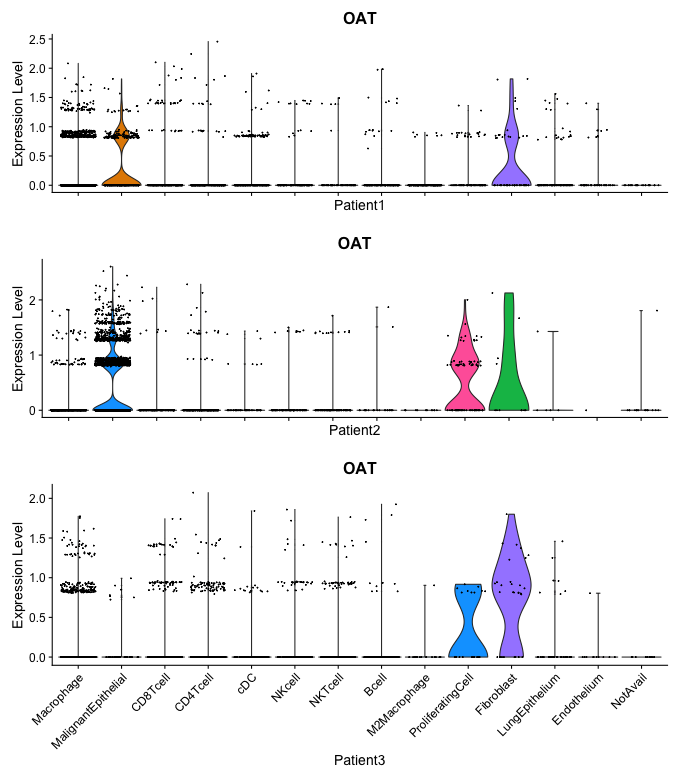 OAT
Expression Level
2.5
2.0
1.5
1.0
0.5
0.0
Patient1
OAT
Expression Level
2
1
0
Patient2
OAT
Expression Level
2.0
1.5
1.0
0.5
0.0
Macrophage
MalignantEpithelial
CD8Tcell
CD4Tcell
cDC
NKcell
NKTcell
Bcell
M2Macrophage
ProliferatingCell
Fibroblast
LungEpithelium
Endothelium
NotAvail
Patient3